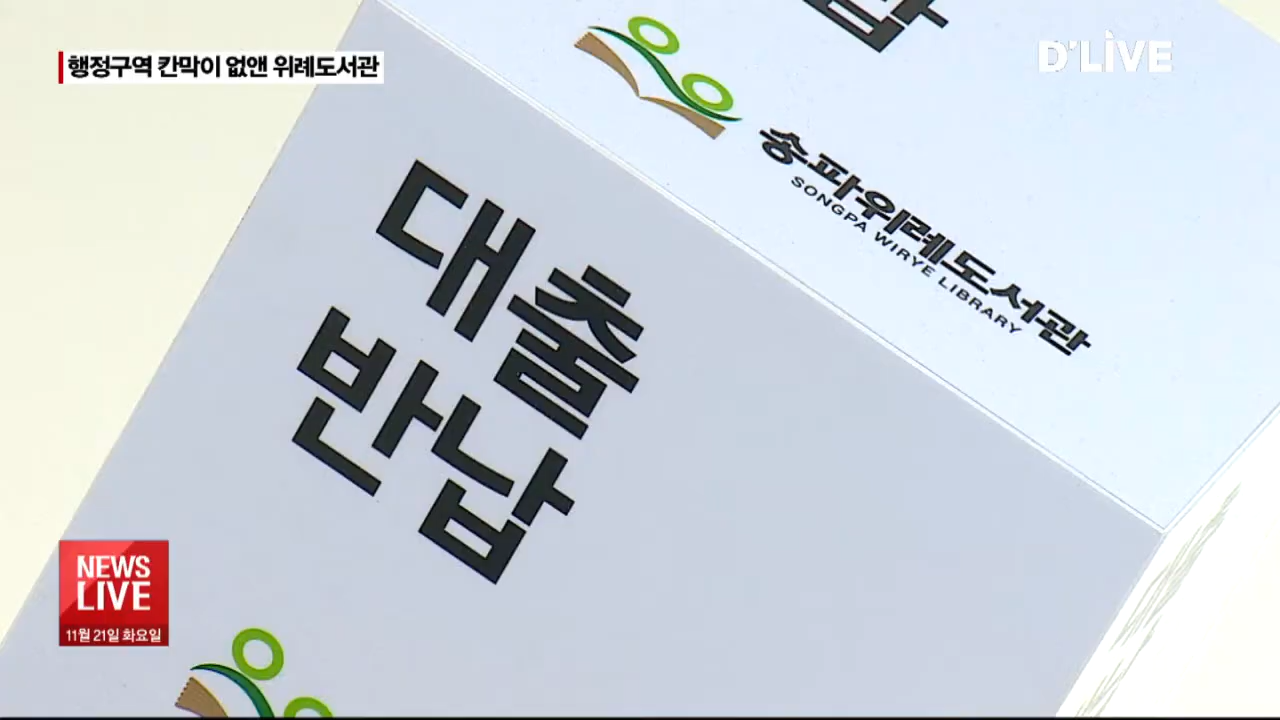 행정구역 칸막이 없앤 위례도서관
D'LIVE
납
송파위례도서관
SONGPA WIRYE LIBRARY
대출
반납
NEWS
LIVE
11월 21일 화요일